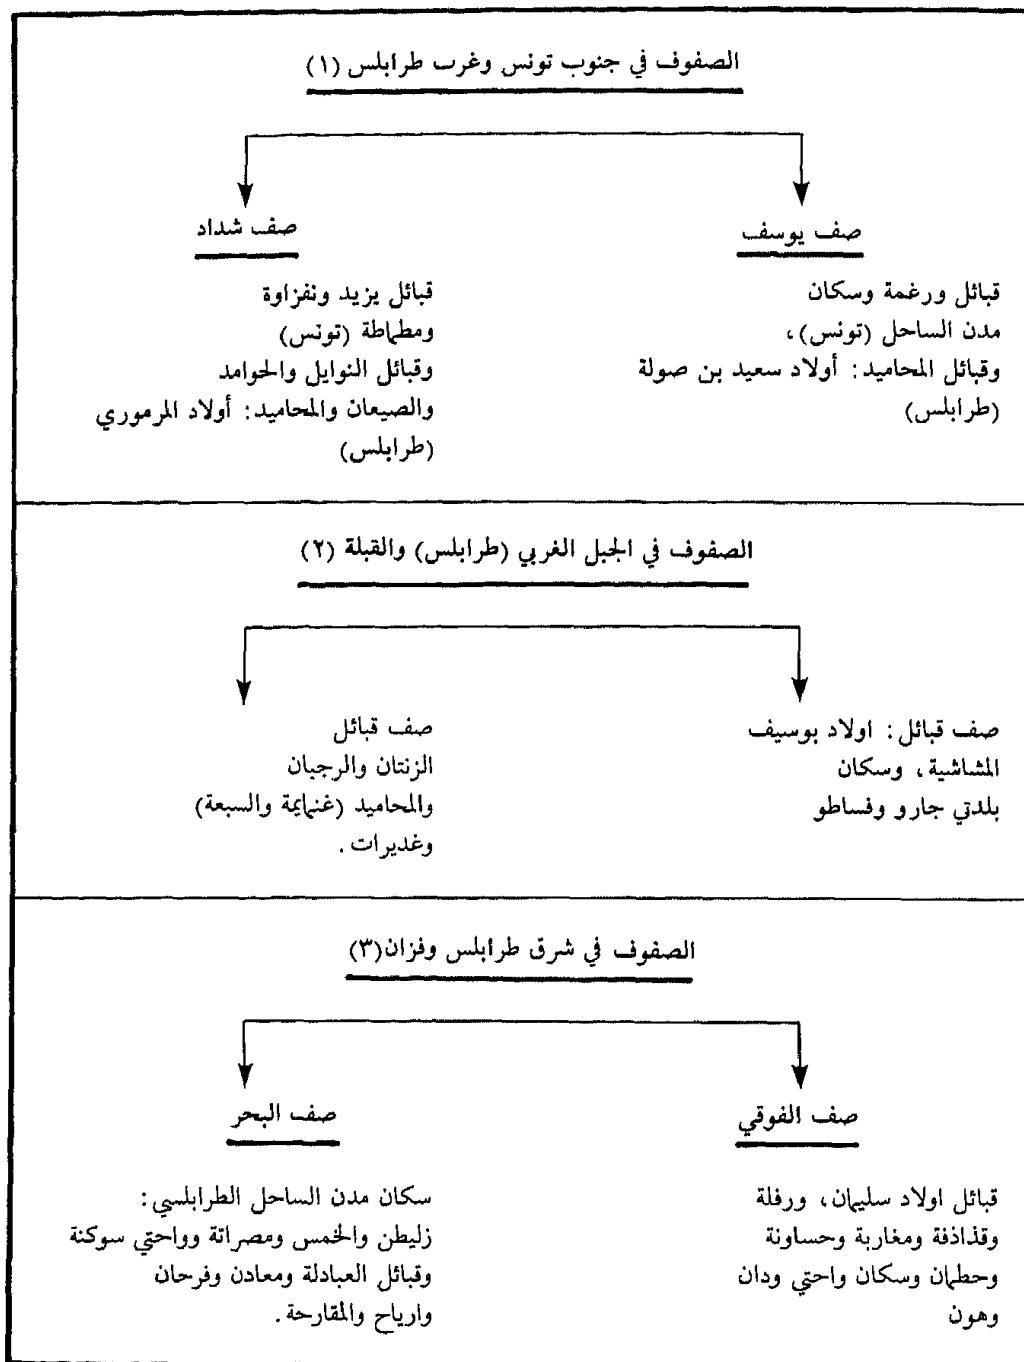 الصفوف في جنوب تونس وغرب طرابلس (١)
صف يوسف
قبائل ورغمة وسكان
مدن الساحل (تونس)،
وقبائل المحاميد: أولاد سعيد بن صولة
(طرابلس)
صف شداد
قبائل يزيد ونفزاوة
ومطماطة (تونس)
وقبائل النوايل والحوامد
والصيعان والمحاميد: أولاد المرموري
(طرابلس)
الصفوف في الجبل الغربي (طرابلس) والقبلة (٢)
صف قبائل: اولاد بوسيف
المشاشية، وسكان
بلدتي جارو وفساطو
صف قبائل
الزنتان والرجبان
والمحاميد (غنمايمة والسبعة)
وغديرات.
الصفوف في شرق طرابلس وفزان(٣)
صف الفوقي
قبائل اولاد سليمان، ورفلة
وقذاذفة ومغاربة وحساونة
وحطمان وسكان واحتي ودان
وهون
صف البحر
سكان مدن الساحل الطرابلسي:
زليطن والخمس ومصراتة وواحتي سوكنة
وقبائل العبادلة ومعادن وفرحان
وارياح والمقارحة.